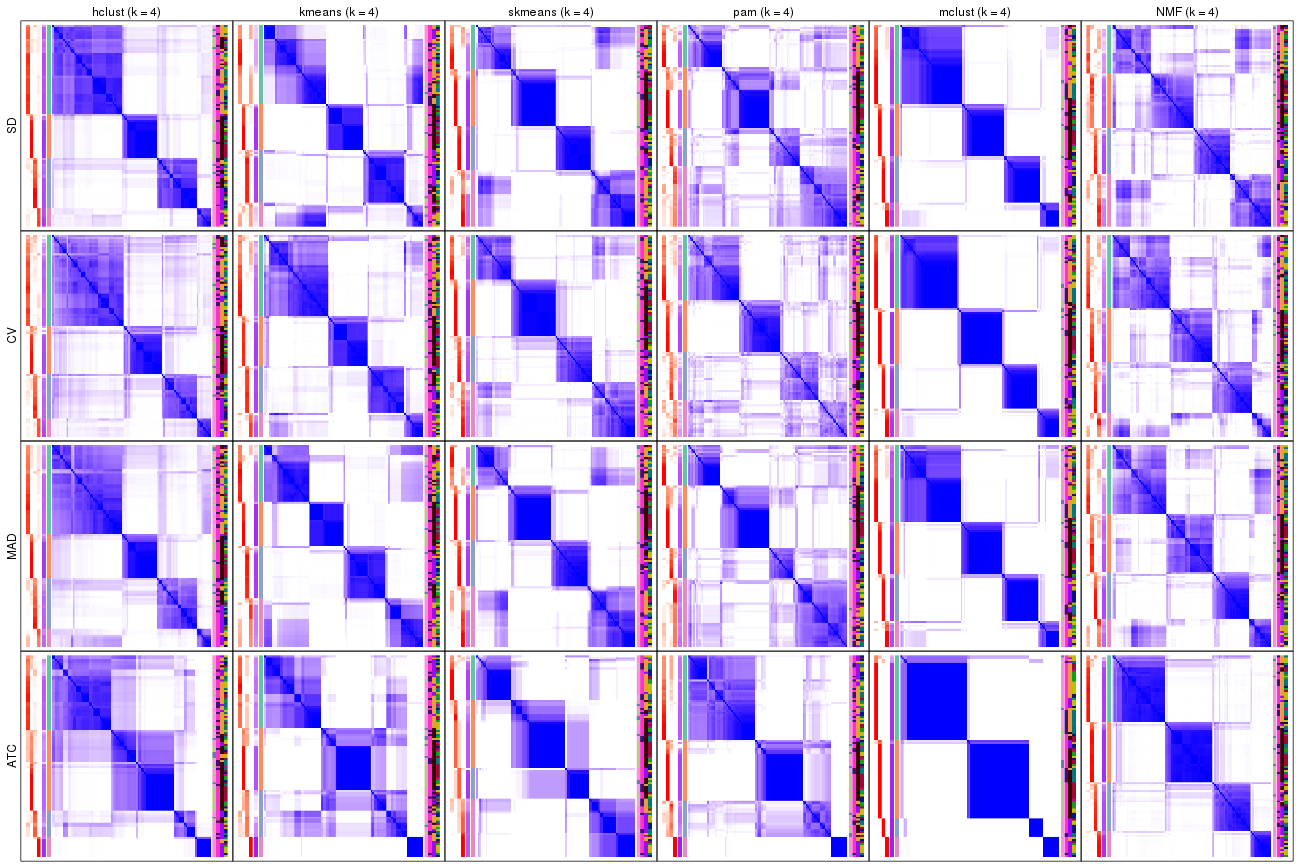 hclust (k = 4)
kmeans (k = 4)
skmeans (k = 4)
pam (k = 4)
mclust (k = 4)
NMF (k = 4)
SD
CV
MAD
ATC